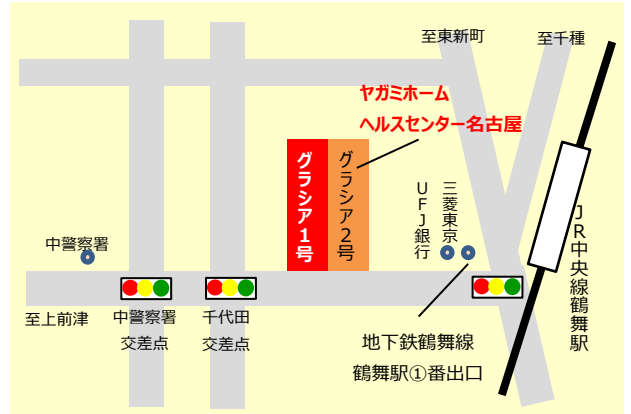 至東新町
至千種
ヤガミホーム
ヘルスセンター名古屋
グラシア1号
グラシア2号
三菱東京
UFJ銀行
JR中央線鶴舞駅
中警察署
至上前津
中警察署
交差点
千代田
交差点
地下鉄鶴舞線
鶴舞駅①番出口